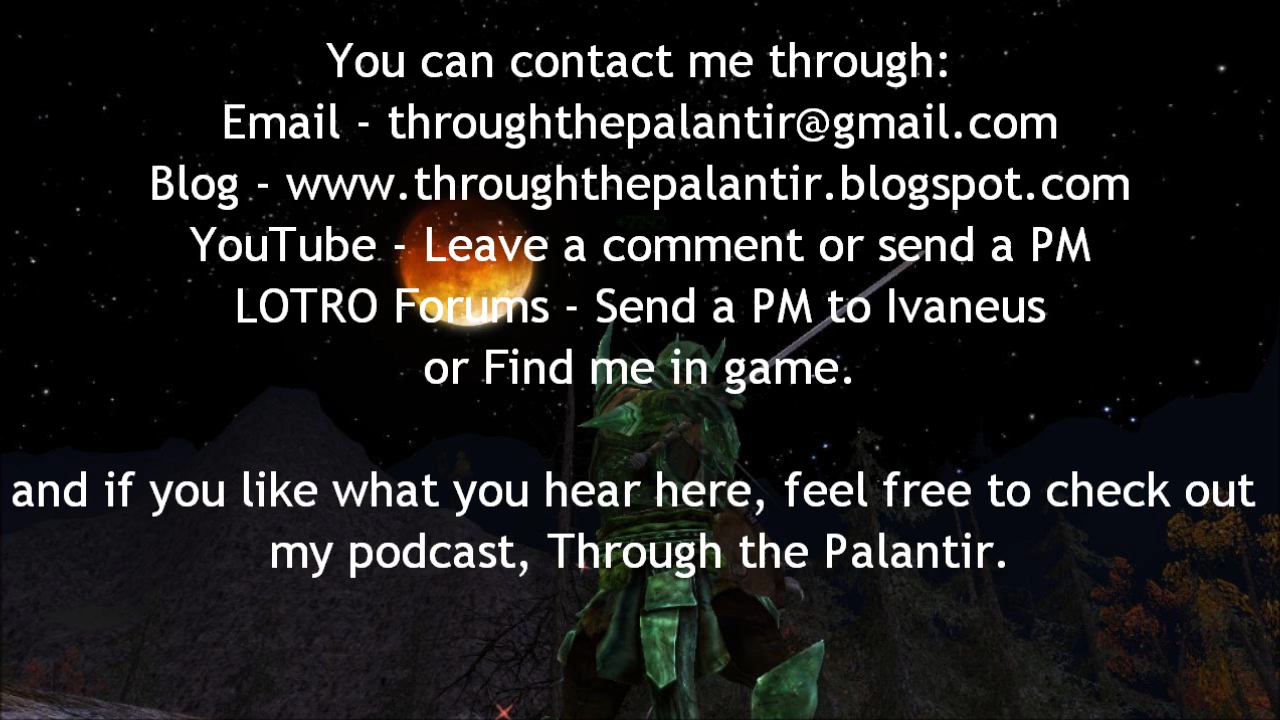 You can contact me through:
Email - throughthepalantir@gmail.com
Blog - www.throughthepalantir.blogspot.com
YouTube - Leave a comment or send a PM
LOTRO Forums - Send a PM to Ivaneus
or Find me in game.
and if you like what you hear here, feel free to check out
my podcast, Through the Palantir.